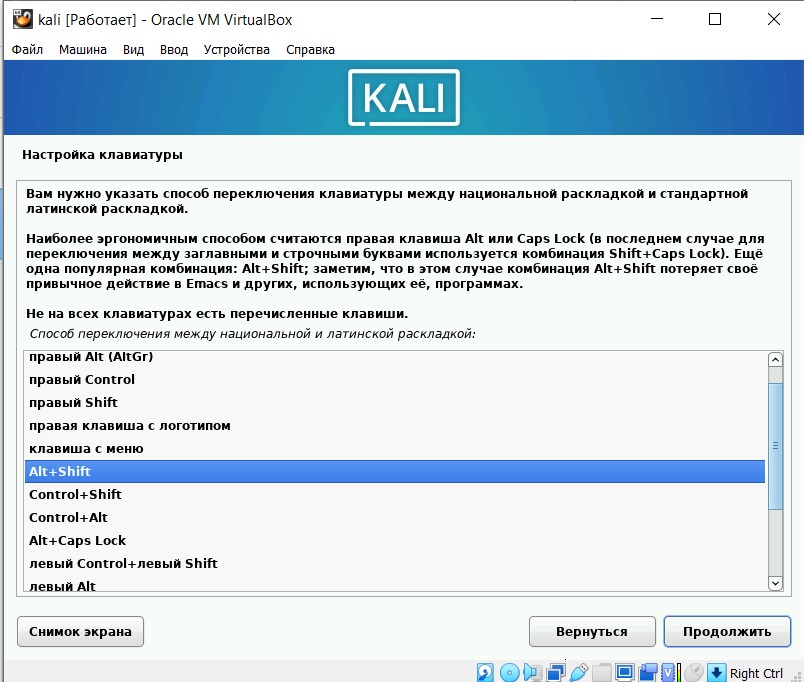 kali [Работает] - Oracle VM VirtualBox
Файл Машина Вид Ввод Устройства Справка
KALI
Настройка клавиатуры
Вам нужно указать способ переключения клавиатуры между национальной раскладкой и стандартной
латинской раскладкой.
Наиболее эргономичным способом считаются правая клавиша Alt или Caps Lock (в последнем случае для
переключения между заглавными и строчными буквами используется комбинация Shift+Caps Lock). Ещё
одна популярная комбинация: Alt+Shift; заметим, что в этом случае комбинация Alt+Shift потеряет своё
привычное действие в Emacs и других, использующих её, программах.
Не на всех клавиатурах есть перечисленные клавиши.
Способ переключения между национальной и латинской раскладкой:
правый Alt (AltGr)
правый Control
правый Shift
правая клавиша с логотипом
клавиша с меню
Alt+Shift
Control+Shift
Control+Alt
Alt+Caps Lock
левый Control+левый Shift
левый Alt
Снимок экрана Вернуться Продолжить
Right Ctrl